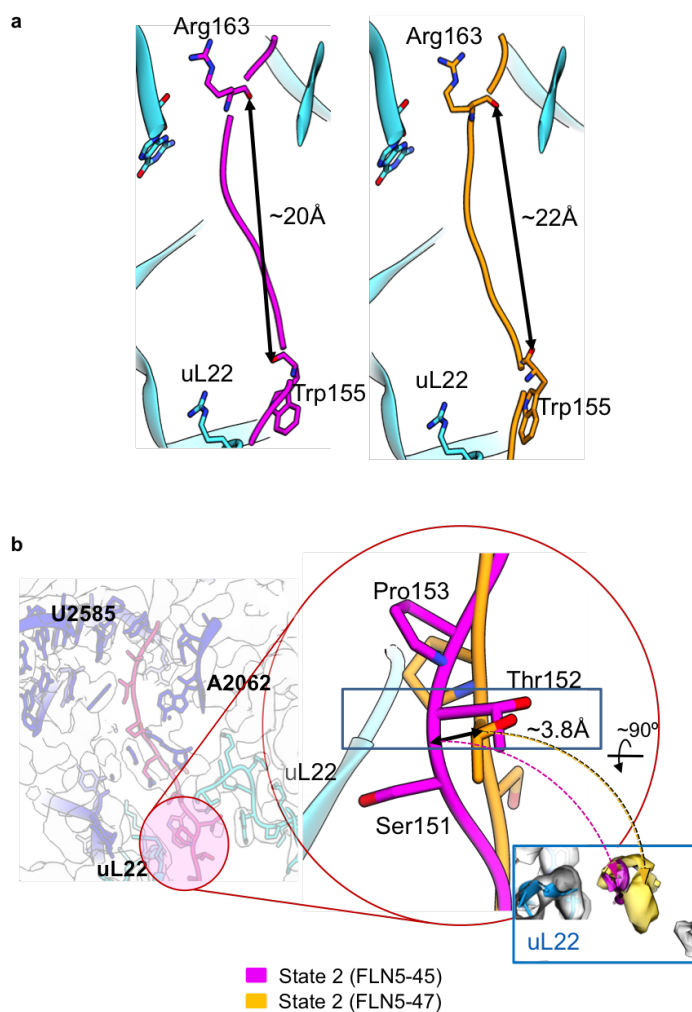 a
Arg163
Arg163
~20Å
~22Å
uL22
uL22
Trp155
Trp155
b
U2585
Pro153
A2062
Thr152
~3.8Å
~90º
uL22
Ser151
uL22
uL22
State 2 (FLN5-45)
State 2 (FLN5-47)